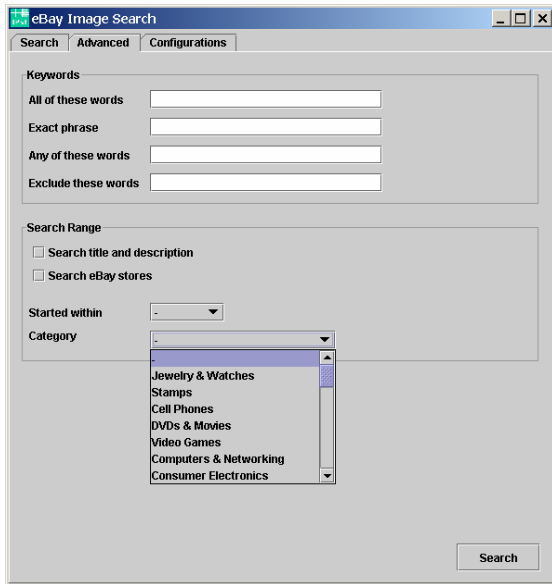 eBay Image Search
Search Advanced Configurations
Keywords
All of these words
Exact phrase
Any of these words
Exclude these words
Search Range
Search title and description
Search eBay stores
Started within -
Category -
-
Jewelry & Watches
Stamps
Cell Phones
DVDs & Movies
Video Games
Computers & Networking
Consumer Electronics
Search